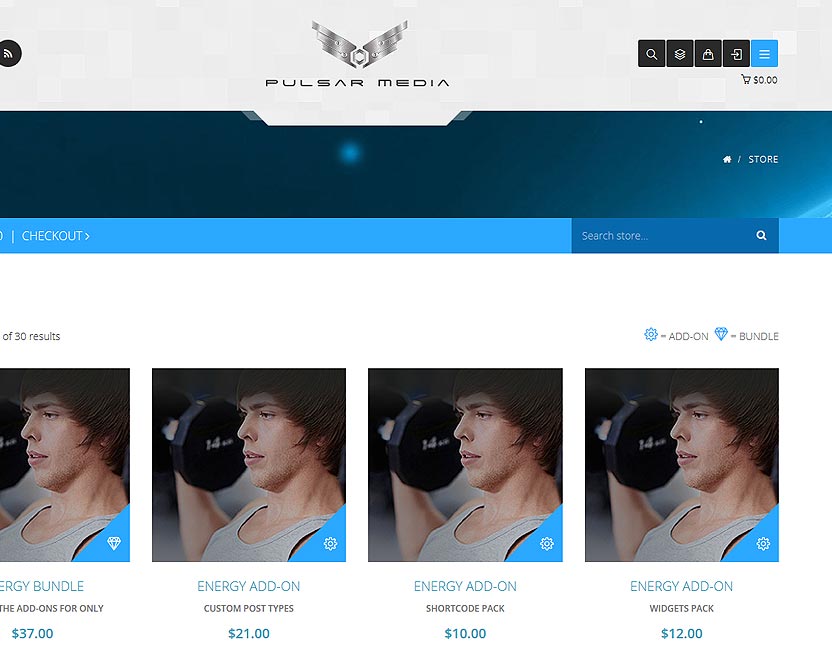 PULSAR MEDIA
$0.00
/ STORE
| CHECKOUT >
Search store...
of 30 results
= ADD-ON = BUNDLE
BUNDLE
THE ADD-ONS FOR ONLY
$37.00
ENERGY ADD-ON
CUSTOM POST TYPES
$21.00
ENERGY ADD-ON
SHORTCODE PACK
$10.00
ENERGY ADD-ON
WIDGETS PACK
$12.00